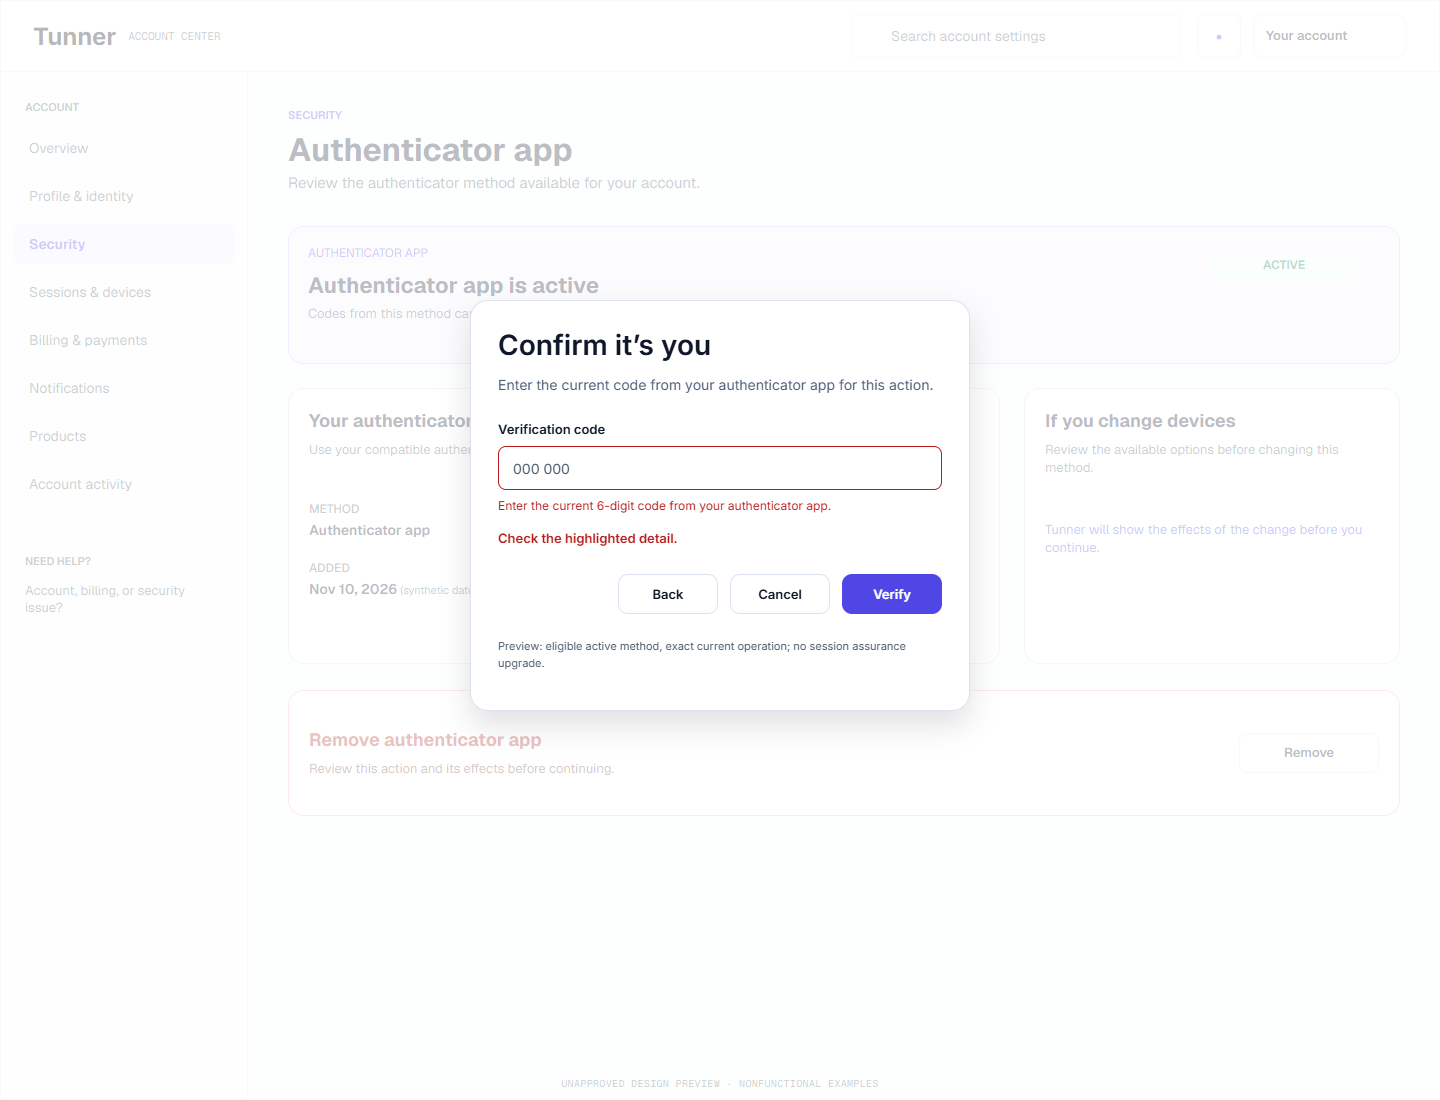 Tunner ACCOUNT CENTER
Search account settings
Your account
ACCOUNT
Overview
Profile & identity
Security
Sessions & devices
Billing & payments
Notifications
Products
Account activity
NEED HELP?
Account, billing, or security
issue?
SECURITY
Authenticator app
Review the authenticator method available for your account.
AUTHENTICATOR APP
Authenticator app is active
Codes from this method
ACTIVE
Your authenticator
Use your compatible
METHOD
Authenticator app
ADDED
Nov 10, 2026 (synthetic
If you change devices
Review the available options before changing this
method.
Tunner will show the effects of the change before you
continue.
Remove authenticator app
Review this action and its effects before continuing.
Remove
Confirm it’s you
Enter the current code from your authenticator app for this action.
Verification code
000 000
Enter the current 6-digit code from your authenticator app.
Check the highlighted detail.
Back
Cancel
Verify
Preview: eligible active method, exact current operation; no session assurance
upgrade.
UNAPPROVED DESIGN PREVIEW - NONFUNCTIONAL EXAMPLES